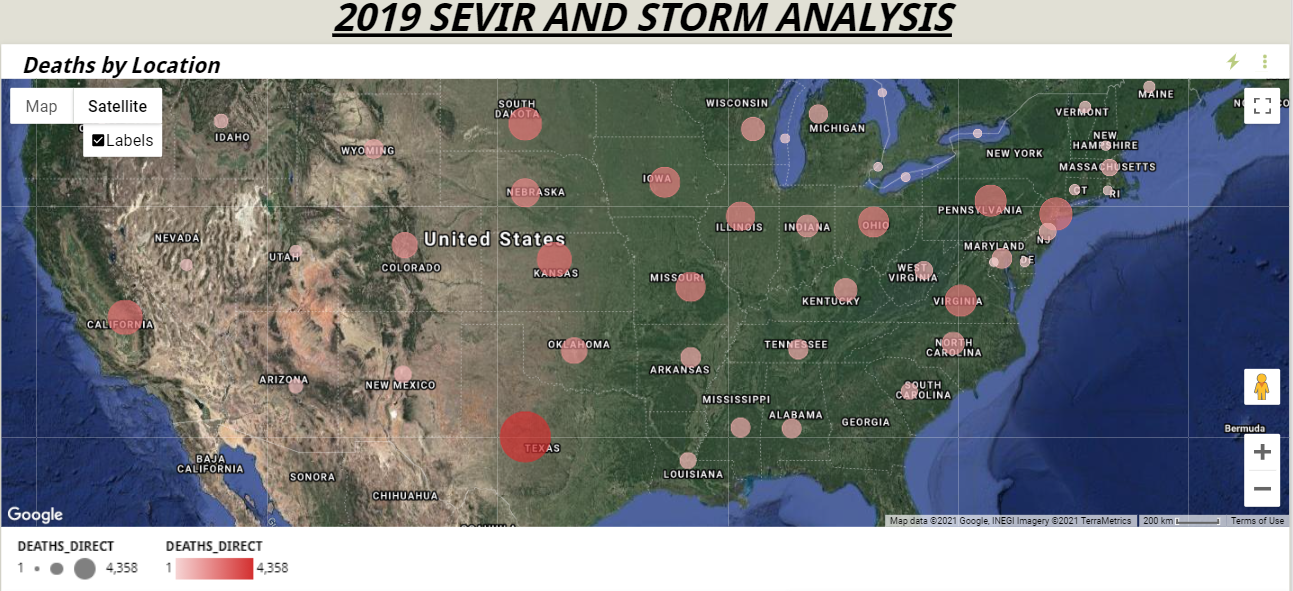 2019 SEVIR AND STORM ANALYSIS
Deaths by Location
Map
Satellite
Labels
IDAHO
WYOMING
SOUTH
DAKOTA
WISCONSIN
MICHIGAN
VERMONT
MAINE
NEW
HAMPSHIRE
NEW YORK
MASSACHUSETTS
CT
RI
NEBRASKA
IOWA
PENNSYLVANIA
NEVADA
UTAH
United States
COLORADO
ILLINOIS
INDIANA
OHIO
NJ
MARYLAND
DE
KANSAS
MISSOURI
WEST
VIRGINIA
KENTUCKY
VIRGINIA
CALIFORNIA
OKLAHOMA
ARKANSAS
TENNESSEE
NORTH
CAROLINA
ARIZONA
NEW MEXICO
SOUTH
CAROLINA
MISSISSIPPI
ALABAMA
GEORGIA
Bermuda
TEXAS
LOUISIANA
BAJA
CALIFORNIA
SONORA
CHIHUAHUA
Google
Map data ©2021 Google, INEGI Imagery ©2021 TerraMetrics
200 km
Terms of Use
DEATHS_DIRECT
1
4,358
DEATHS_DIRECT
1
4,358